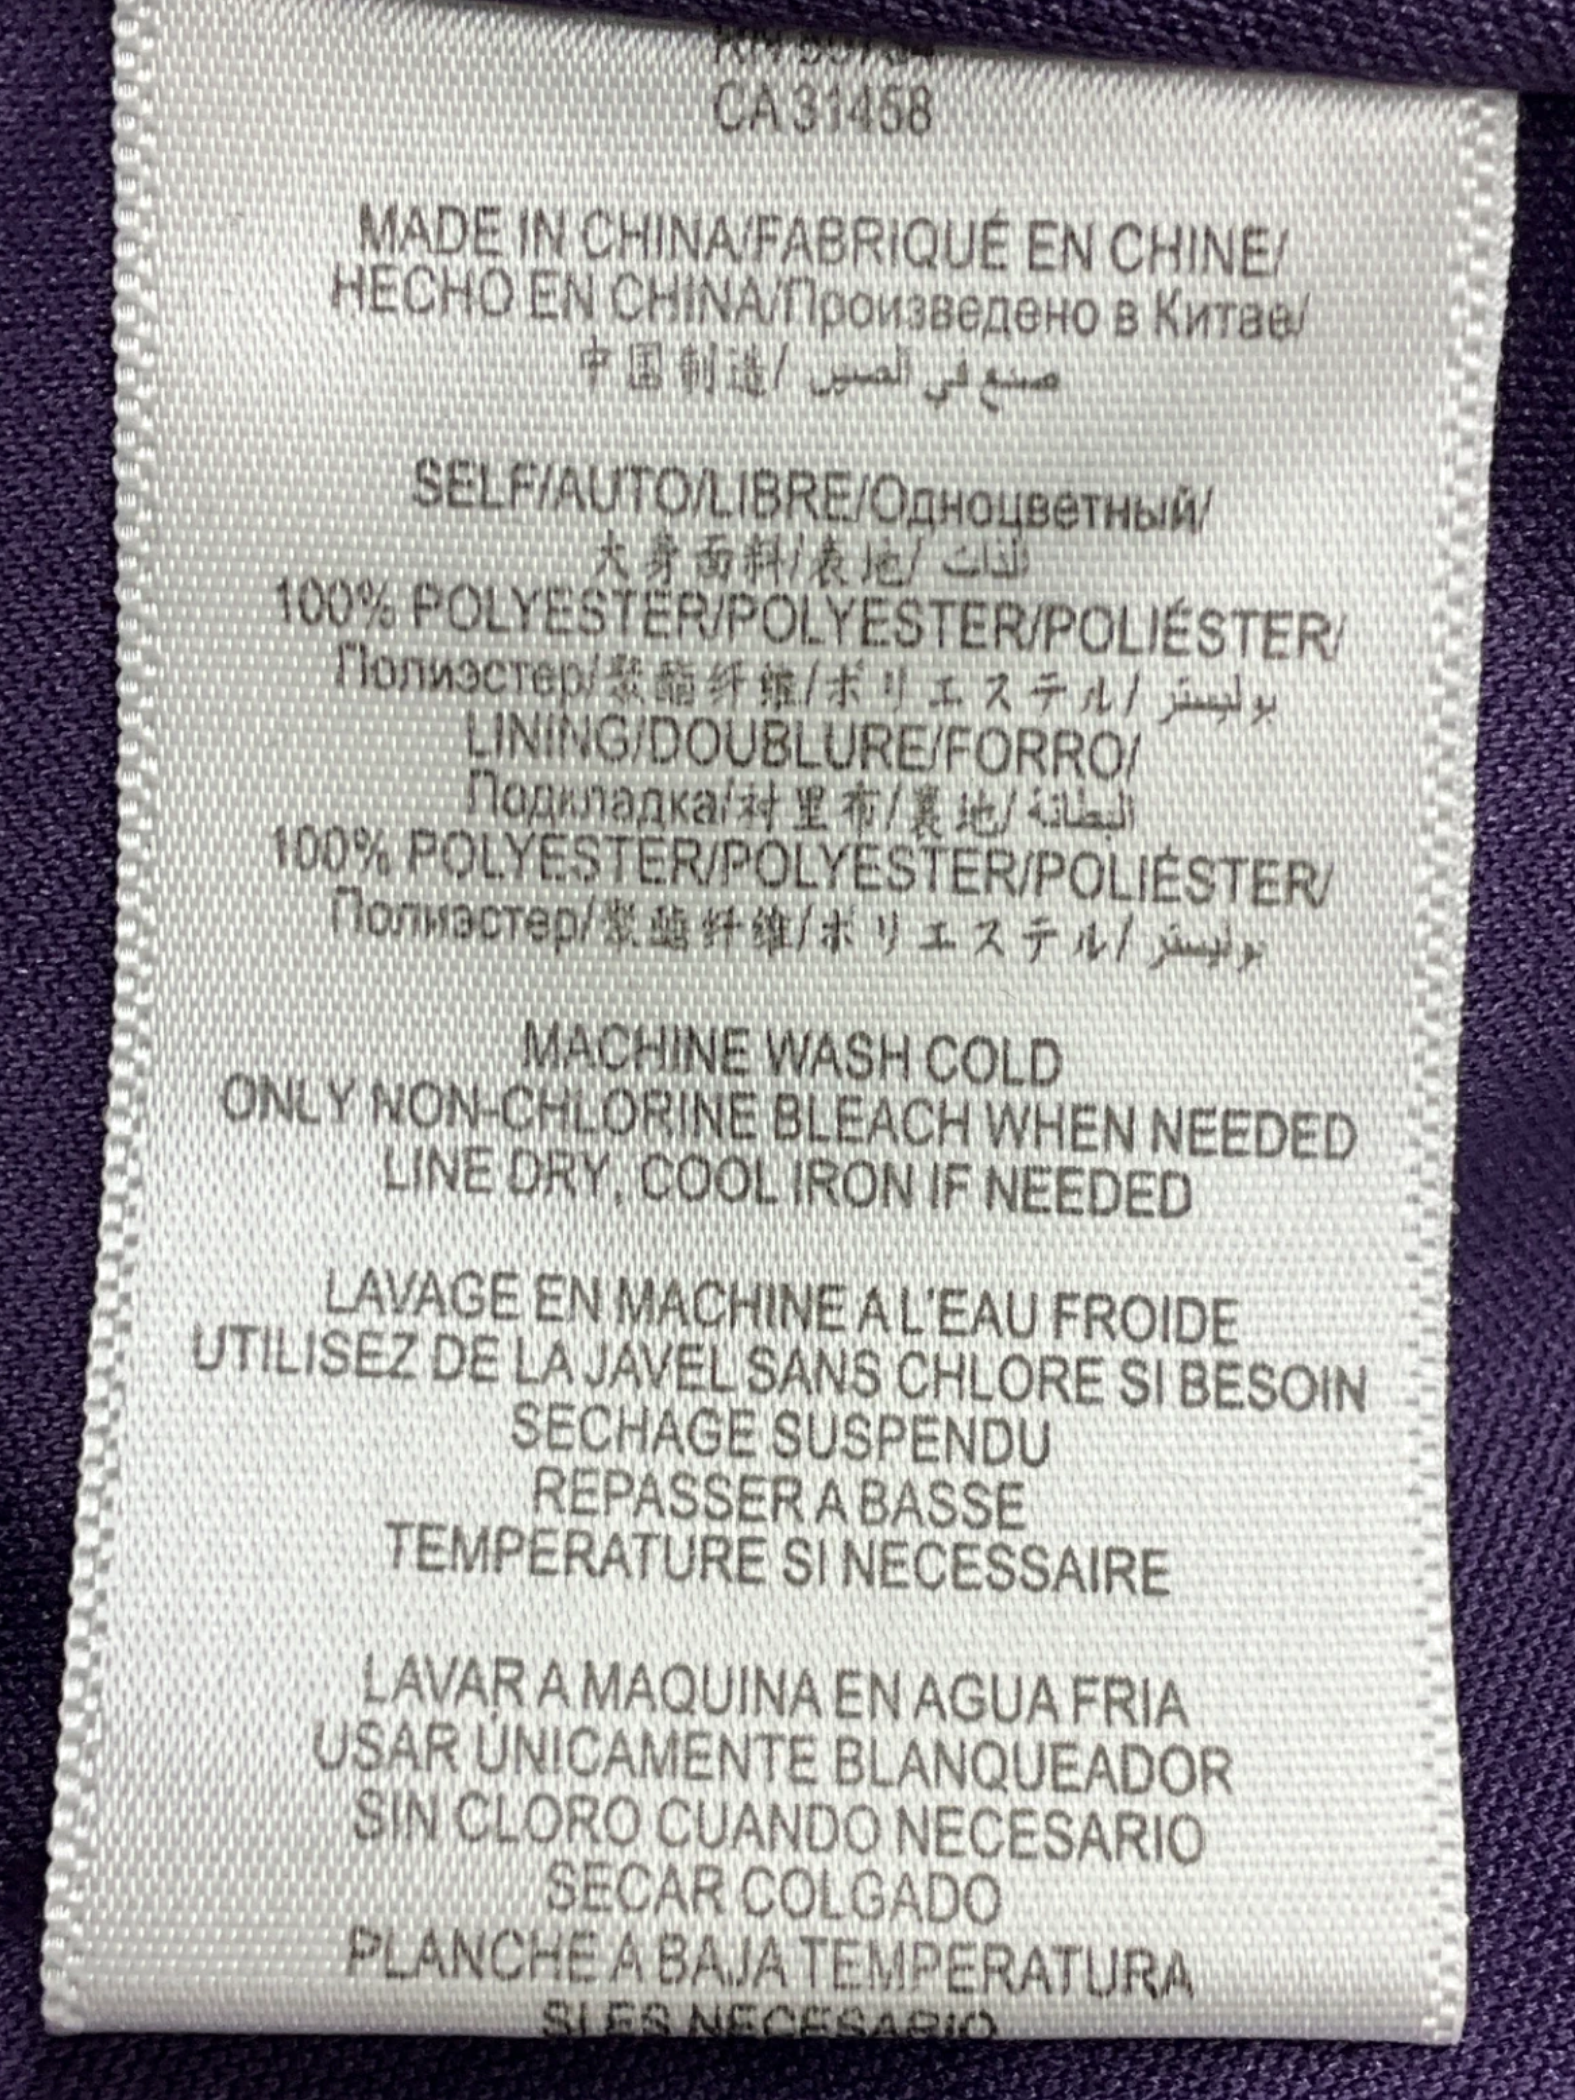 CA 31458
MADE IN CHINA/FABRIQUÉ EN CHINE/
HECHO EN CHINA/Произведено в Китае/
中国制造/ صنع في الصين
SELF/AUTO/LIBRE/Одноцветный/
大身面料/表地/ الذات
100% POLYESTER/POLYESTER/POLIÉSTER/
Полиэстер/聚酯纤维/ポリエステル/ بوليستر
LINING/DOUBLURE/FORRO/
Подкладка/衬里布/裏地/ البطانة
100% POLYESTER/POLYESTER/POLIÉSTER/
Полиэстер/聚酯纤维/ポリエステル/ بوليستر
MACHINE WASH COLD
ONLY NON-CHLORINE BLEACH WHEN NEEDED
LINE DRY, COOL IRON IF NEEDED
LAVAGE EN MACHINE A L'EAU FROIDE
UTILISEZ DE LA JAVEL SANS CHLORE SI BESOIN
SECHAGE SUSPENDU
REPASSER A BASSE
TEMPERATURE SI NECESSAIRE
LAVAR A MAQUINA EN AGUA FRIA
USAR ÚNICAMENTE BLANQUEADOR
SIN CLORO CUANDO NECESARIO
SECAR COLGADO
PLANCHE A BAJA TEMPERATURA
SI ES NECESARIO